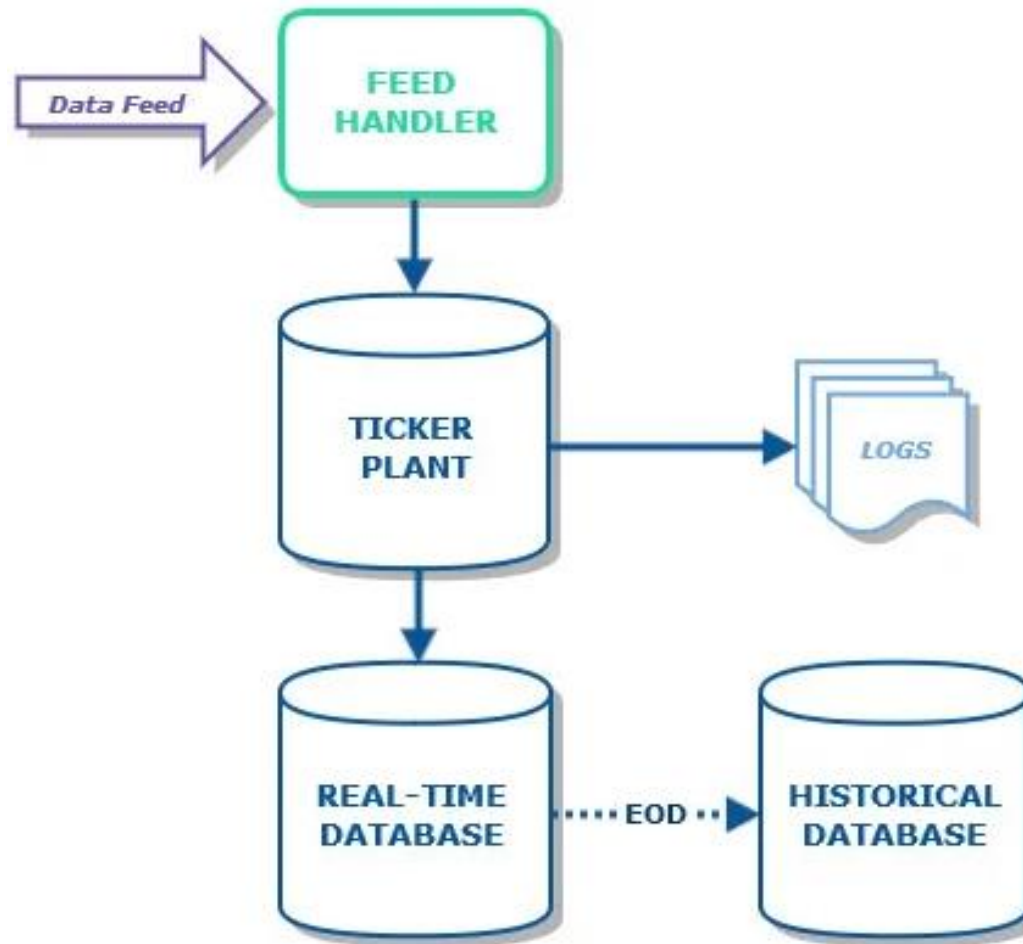 Data Feed
FEED
HANDLER
TICKER
PLANT
LOGS
REAL-TIME
DATABASE
EOD
HISTORICAL
DATABASE